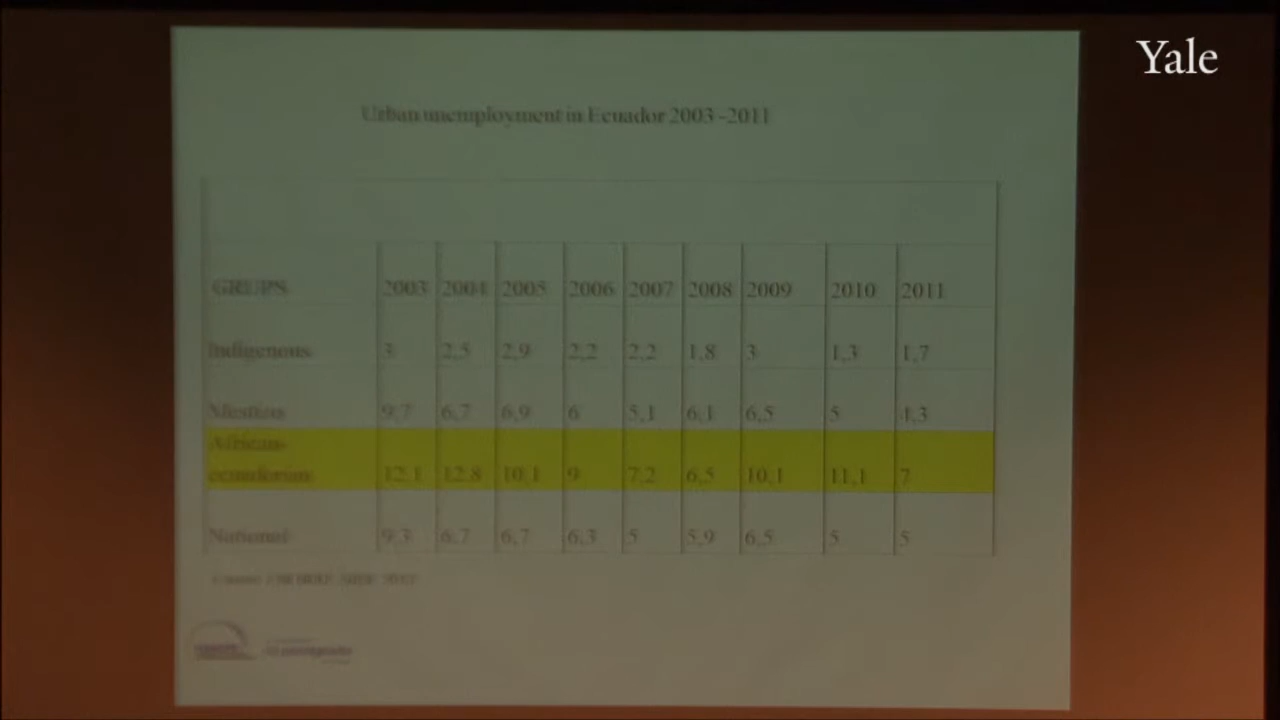 Yale
Urban unemployment in Ecuador 2003 -2011
GRUPS 2003 2004 2005 2006 2007 2008 2009 2010 2011
Indigenous 3 2,5 2,9 2,2 2,2 1,8 3 1,3 1,7
Mestizos 9,7 6,7 6,9 6 5,1 6,1 6,5 5 4,3
African-
ecuadorian 12,1 12,8 10,1 9 7,2 6,5 10,1 11,1 7
National 9,3 6,7 6,7 6,3 5 5,9 6,5 5 5